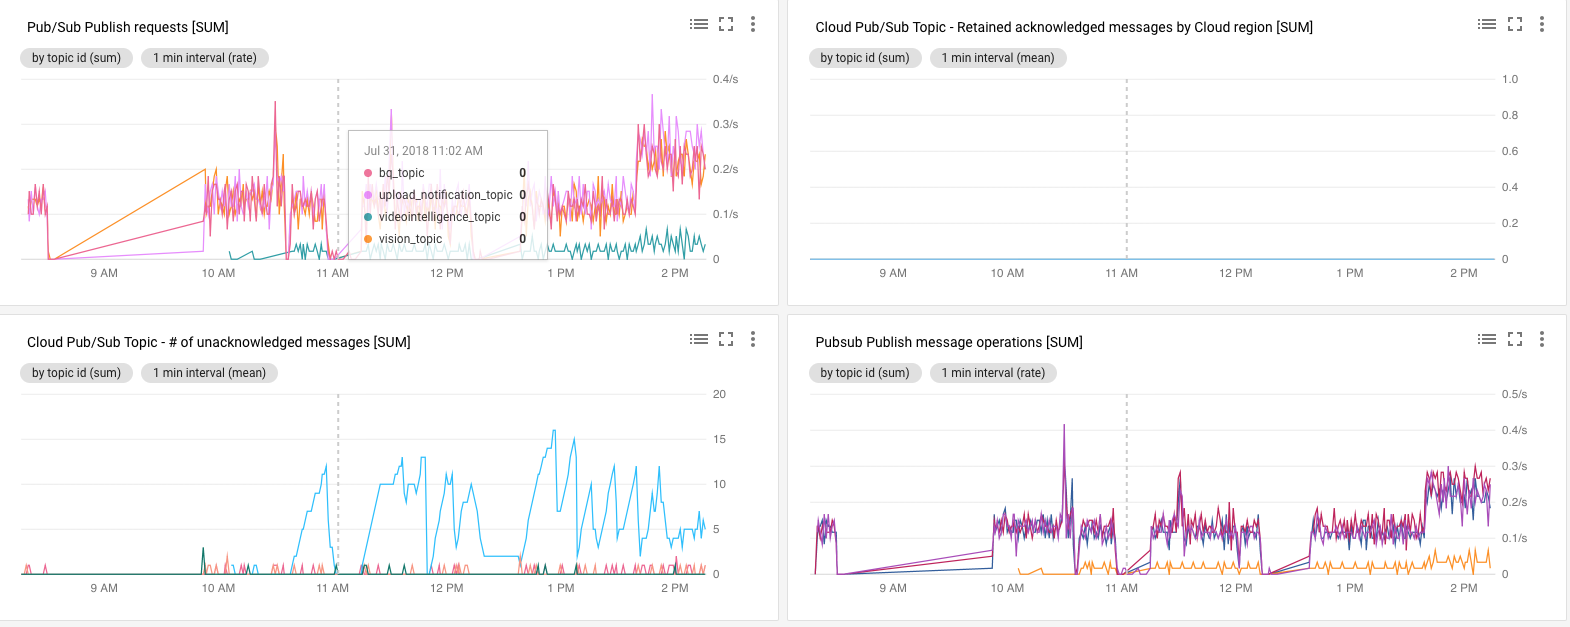 Pub/Sub Publish requests [SUM]
by topic id (sum) 1 min interval (rate)
0.4/s
0.3/s
0.2/s
0.1/s
0
Jul 31, 2018 11:02 AM
bq_topic 0
upload_notification_topic 0
videointelligence_topic 0
vision_topic 0
9 AM 10 AM 11 AM 12 PM 1 PM 2 PM
Cloud Pub/Sub Topic - Retained acknowledged messages by Cloud region [SUM]
by topic id (sum) 1 min interval (mean)
1.0
0.8
0.6
0.4
0.2
0
9 AM 10 AM 11 AM 12 PM 1 PM 2 PM
Cloud Pub/Sub Topic - # of unacknowledged messages [SUM]
by topic id (sum) 1 min interval (mean)
20
15
10
5
0
9 AM 10 AM 11 AM 12 PM 1 PM 2 PM
Pubsub Publish message operations [SUM]
by topic id (sum) 1 min interval (rate)
0.5/s
0.4/s
0.3/s
0.2/s
0.1/s
0
9 AM 10 AM 11 AM 12 PM 1 PM 2 PM